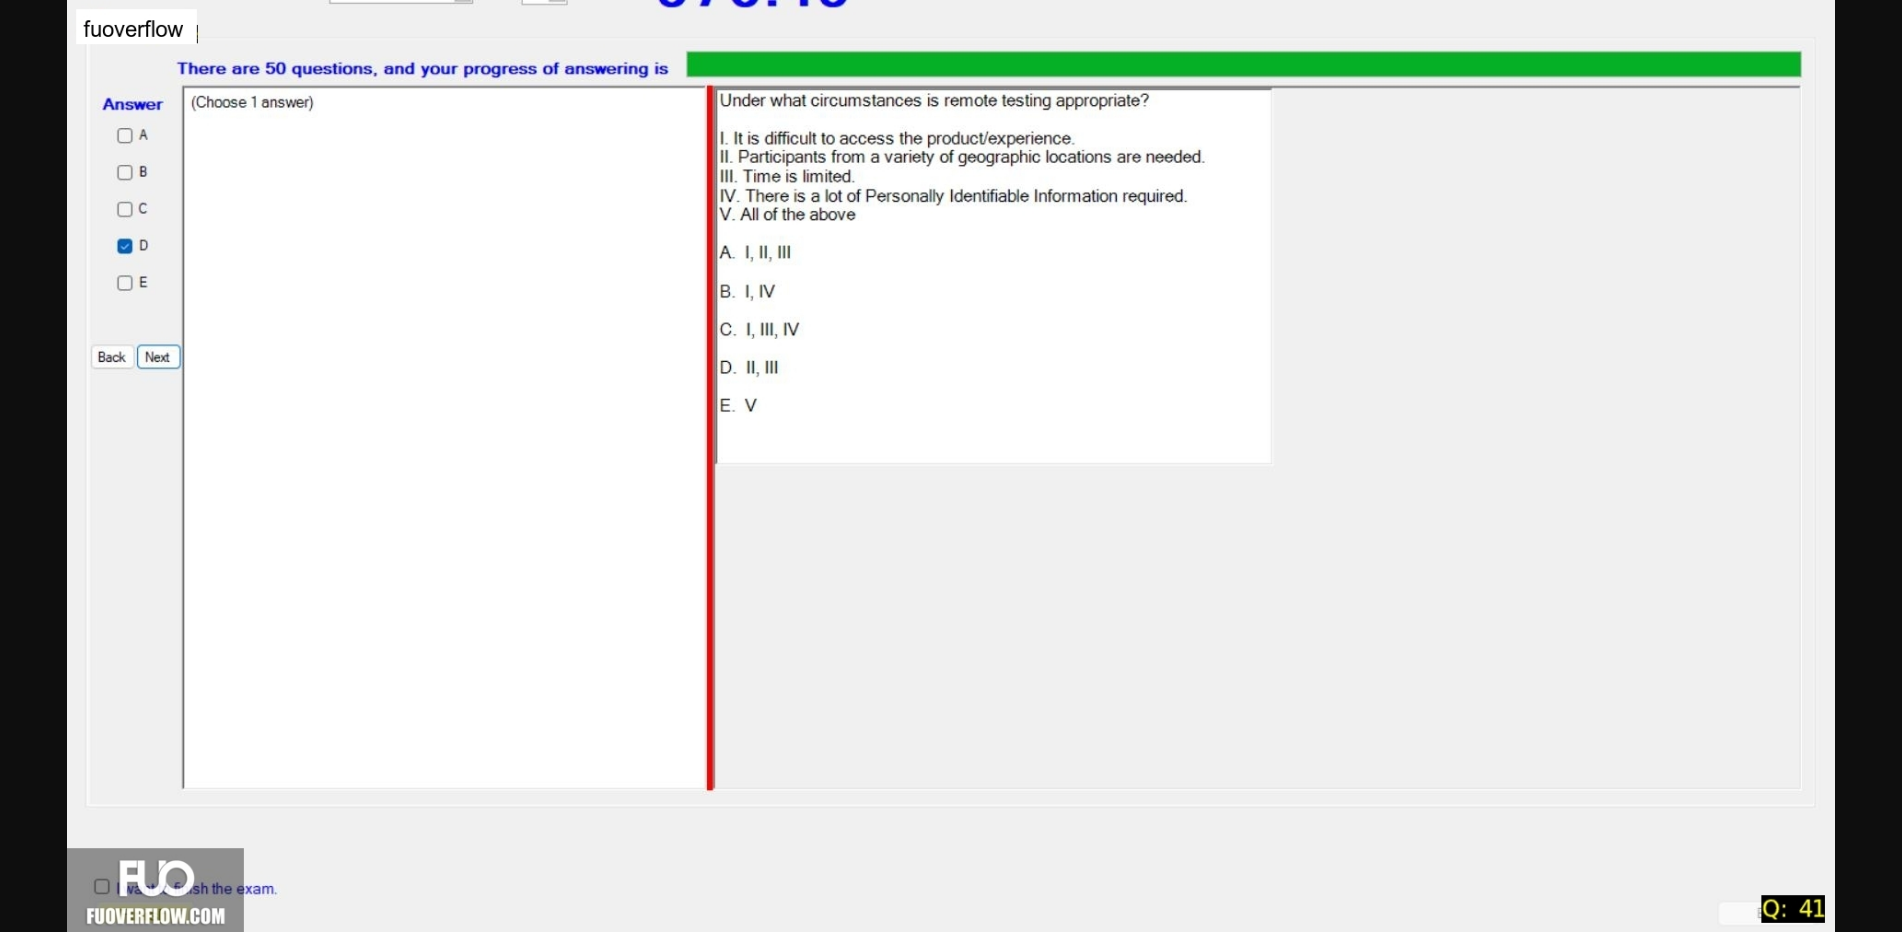 fuoverflow
There are 50 questions, and your progress of answering is
Answer
(Choose 1 answer)
A
B
C
D
E
Back Next
Under what circumstances is remote testing appropriate?
I. It is difficult to access the product/experience.
II. Participants from a variety of geographic locations are needed.
III. Time is limited.
IV. There is a lot of Personally Identifiable Information required.
V. All of the above
A. I, II, III
B. I, IV
C. I, III, IV
D. II, III
E. V
FUO
the exam.
FUOVERFLOW.COM
Q: 41